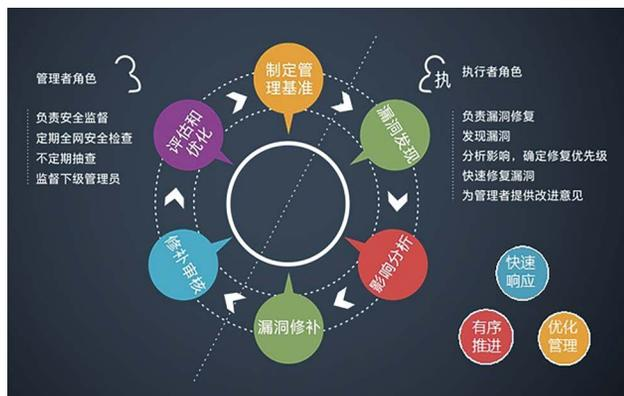 管理者角色
负责安全监督
定期全网安全检查
不定期抽查
监督下级管理员
制定管
理基准
漏洞发现
影响分析
漏洞修补
修补审核
评估和
优化
执
执行者角色
负责漏洞修复
发现漏洞
分析影响，确定修复优先级
快速修复漏洞
为管理者提供改进意见
快速
响应
有序
推进
优化
管理